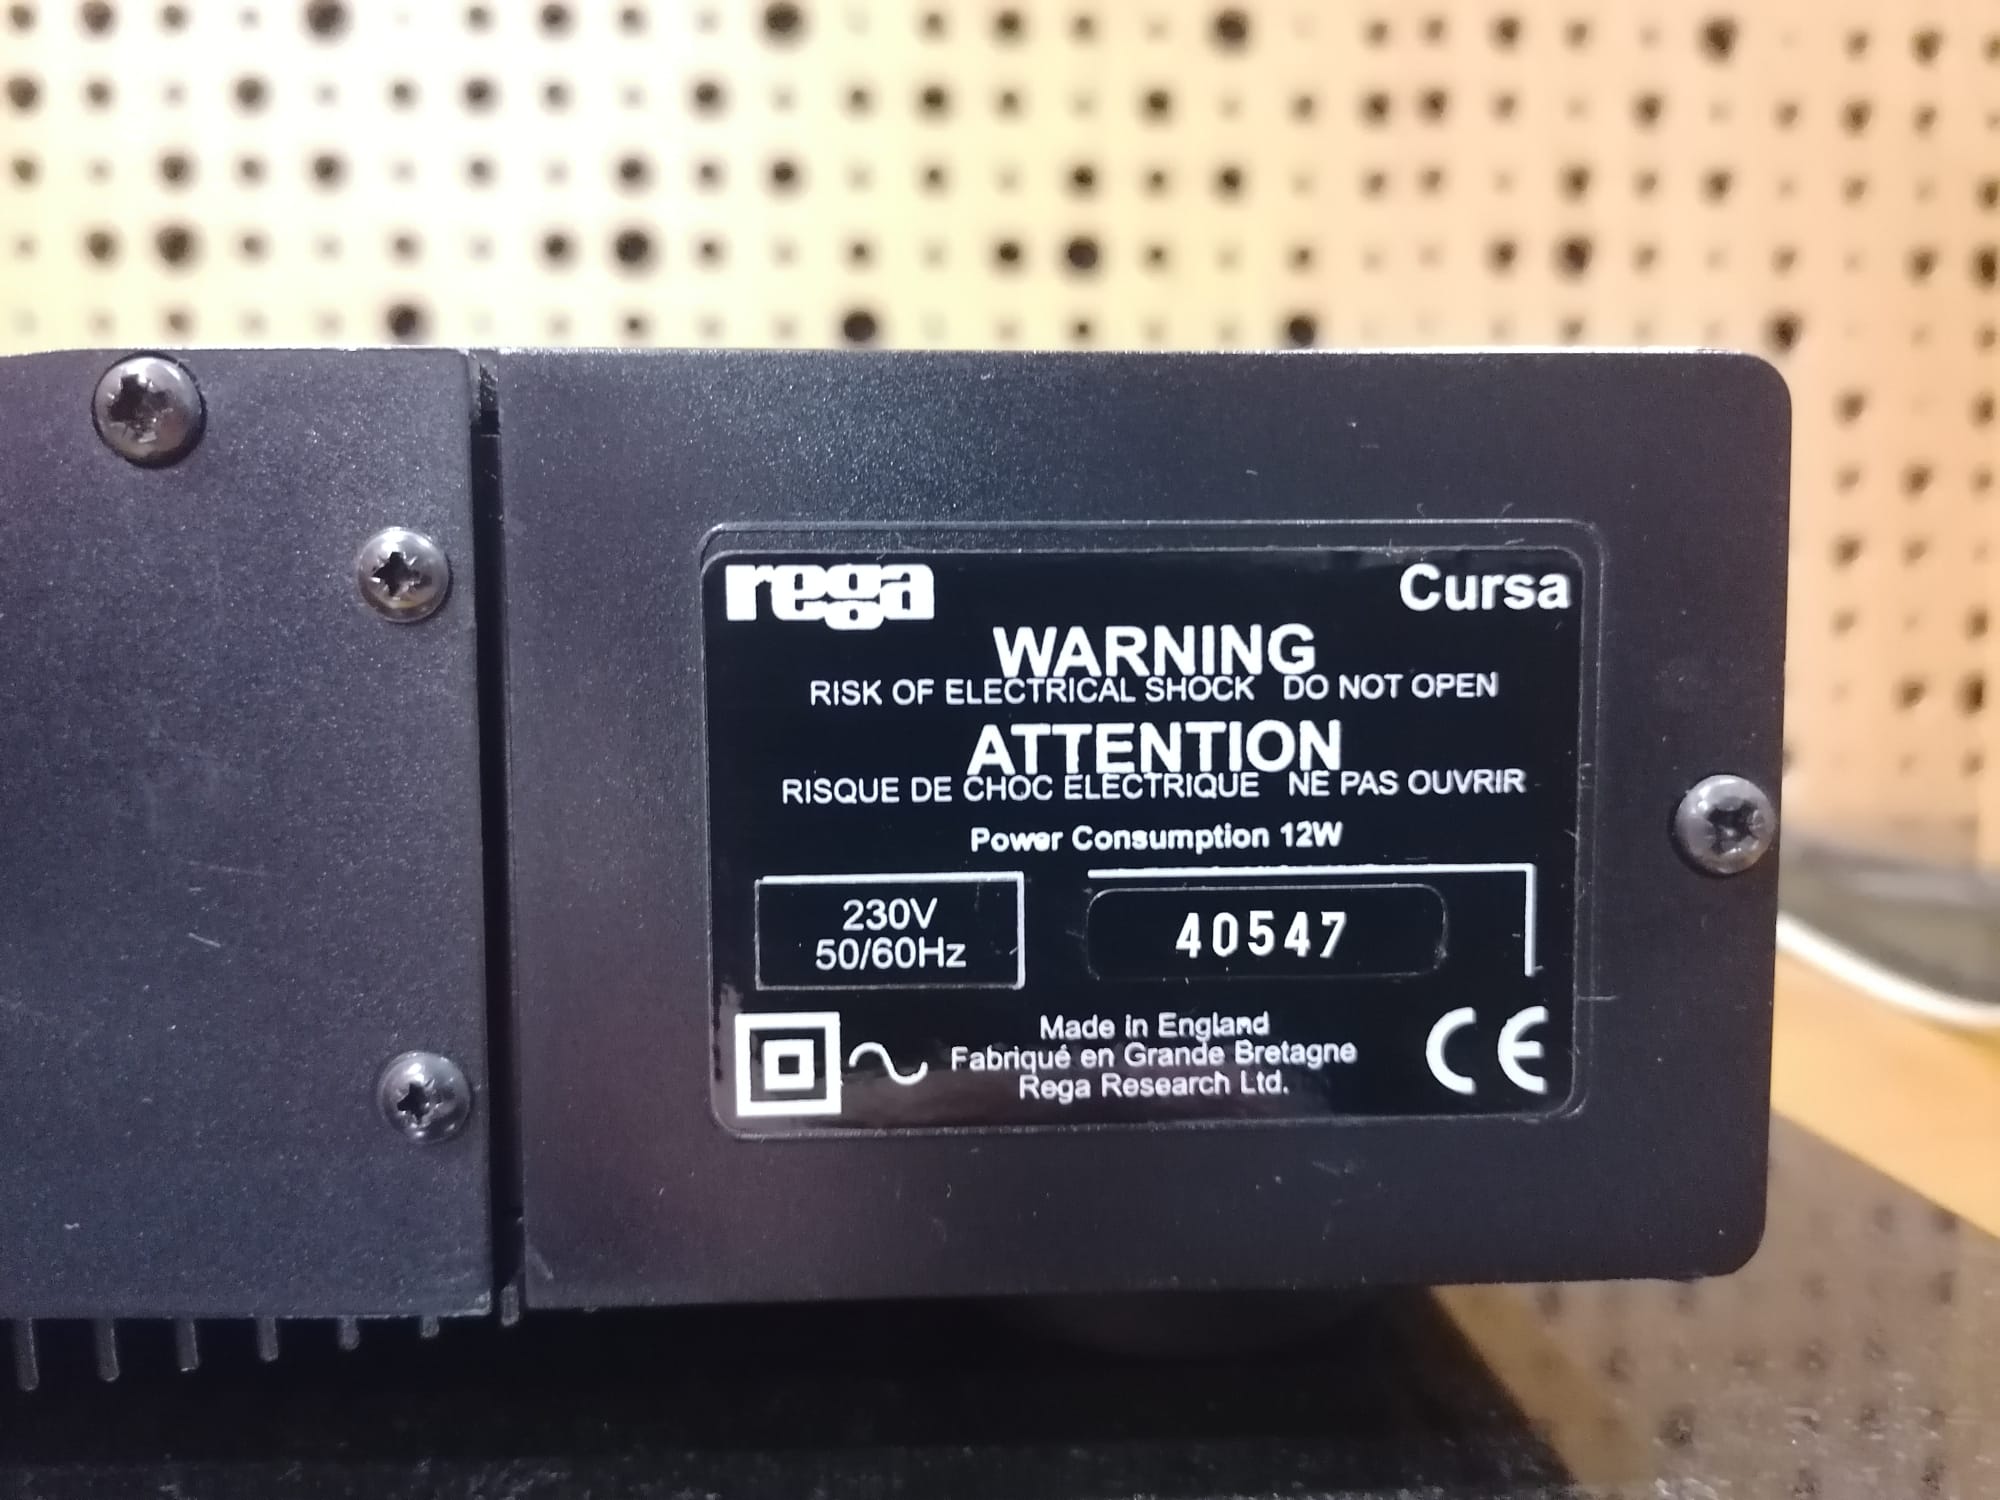 rega
Cursa
WARNING
RISK OF ELECTRICAL SHOCK DO NOT OPEN
ATTENTION
RISQUE DE CHOC ELECTRIQUE NE PAS OUVRIR
Power Consumption 12W
230V
50/60Hz
40547
Made in England
Fabriqué en Grande Bretagne
Rega Research Ltd.
CE